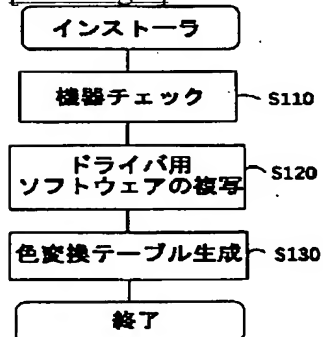 インストーラ
機器チェック
S110
ドライバ用
ソフトウェアの複写
S120
色変換テーブル生成
S130
終了